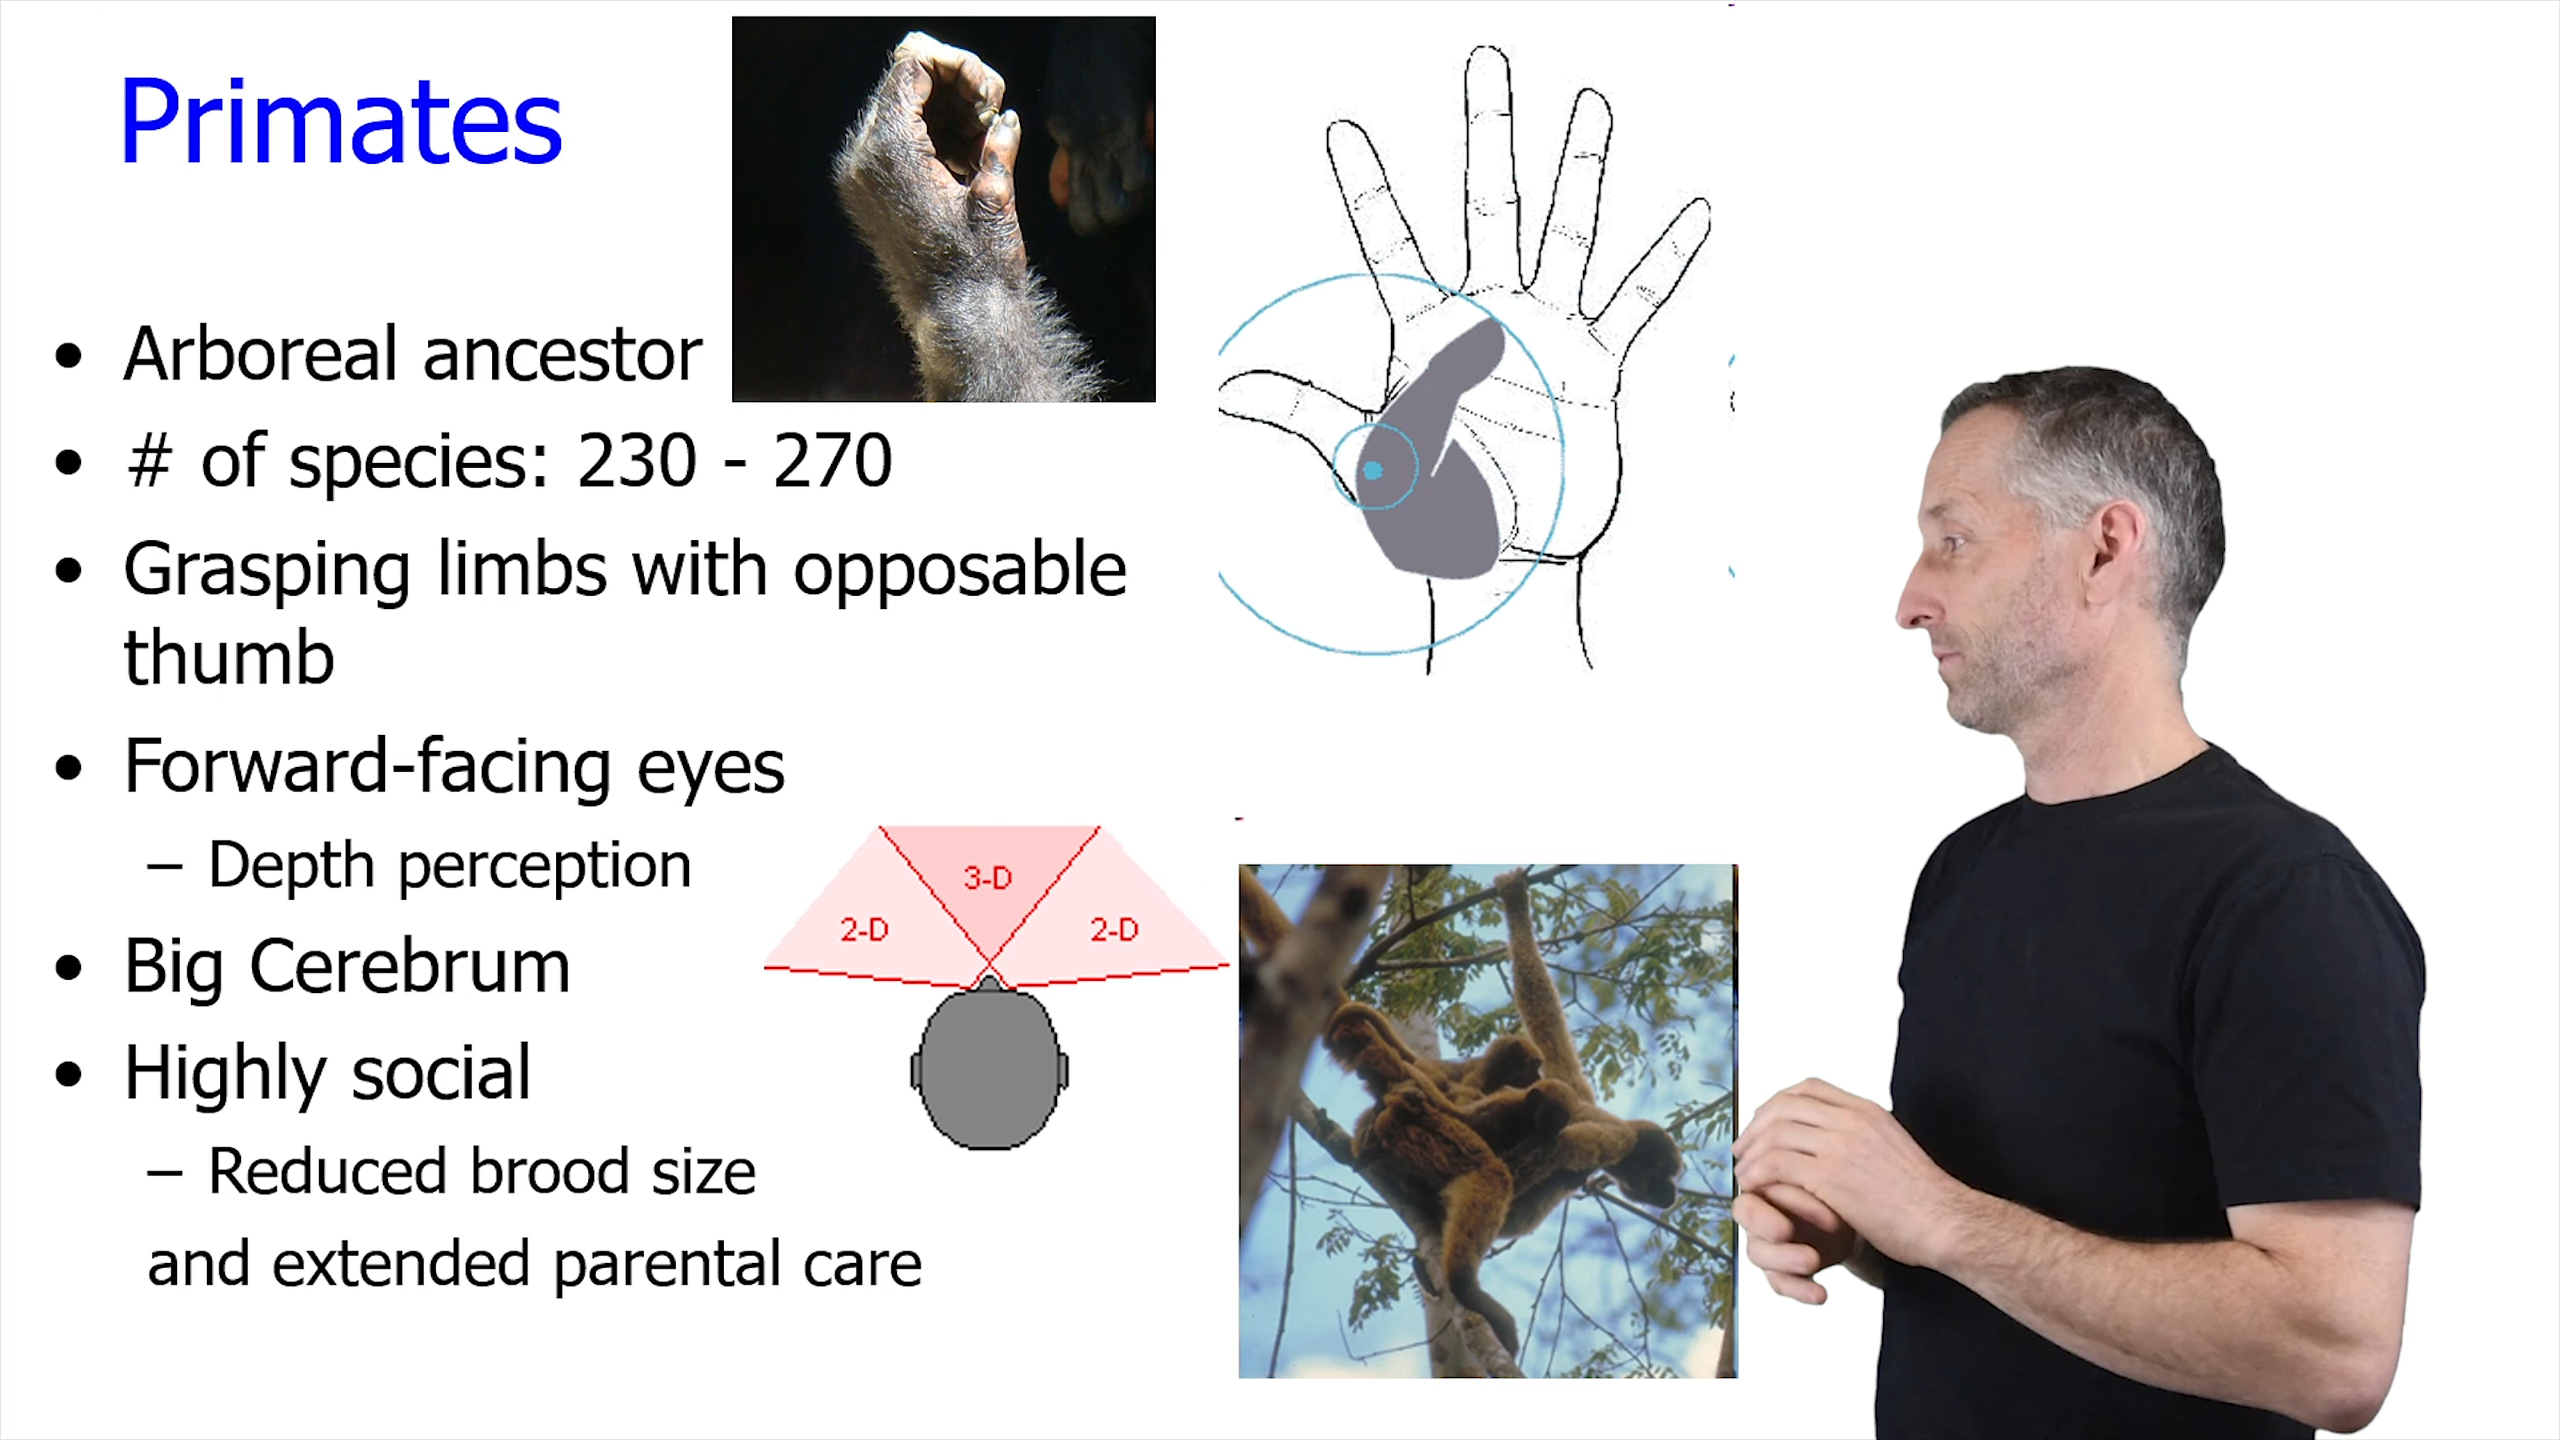 Primates
• Arboreal ancestor
• # of species: 230 - 270
• Grasping limbs with opposable
thumb
• Forward-facing eyes
– Depth perception
• Big Cerebrum
• Highly social
– Reduced brood size
and extended parental care
3-D
2-D
2-D